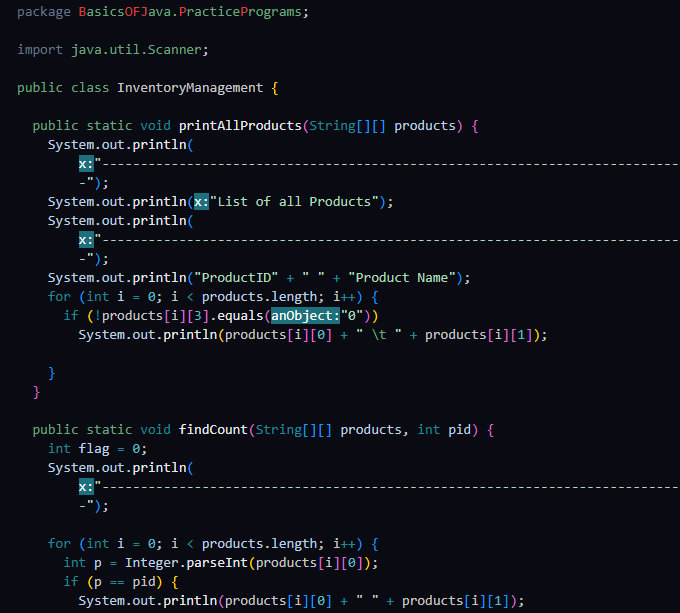 package BasicsOFJava.PracticePrograms;
import java.util.Scanner;
public class InventoryManagement {
public static void printAllProducts(String[][] products) {
System.out.println(
x:"----------------------------------------------------------------------------
-");
System.out.println(x:"List of all Products");
System.out.println(
x:"----------------------------------------------------------------------------
-");
System.out.println("ProductID" + " " + "Product Name");
for (int i = 0; i < products.length; i++) {
if (!products[i][3].equals(anObject:"0"))
System.out.println(products[i][0] + " \t " + products[i][1]);
}
}
public static void findCount(String[][] products, int pid) {
int flag = 0;
System.out.println(
x:"----------------------------------------------------------------------------
-");
for (int i = 0; i < products.length; i++) {
int p = Integer.parseInt(products[i][0]);
if (p == pid) {
System.out.println(products[i][0] + " " + products[i][1]);